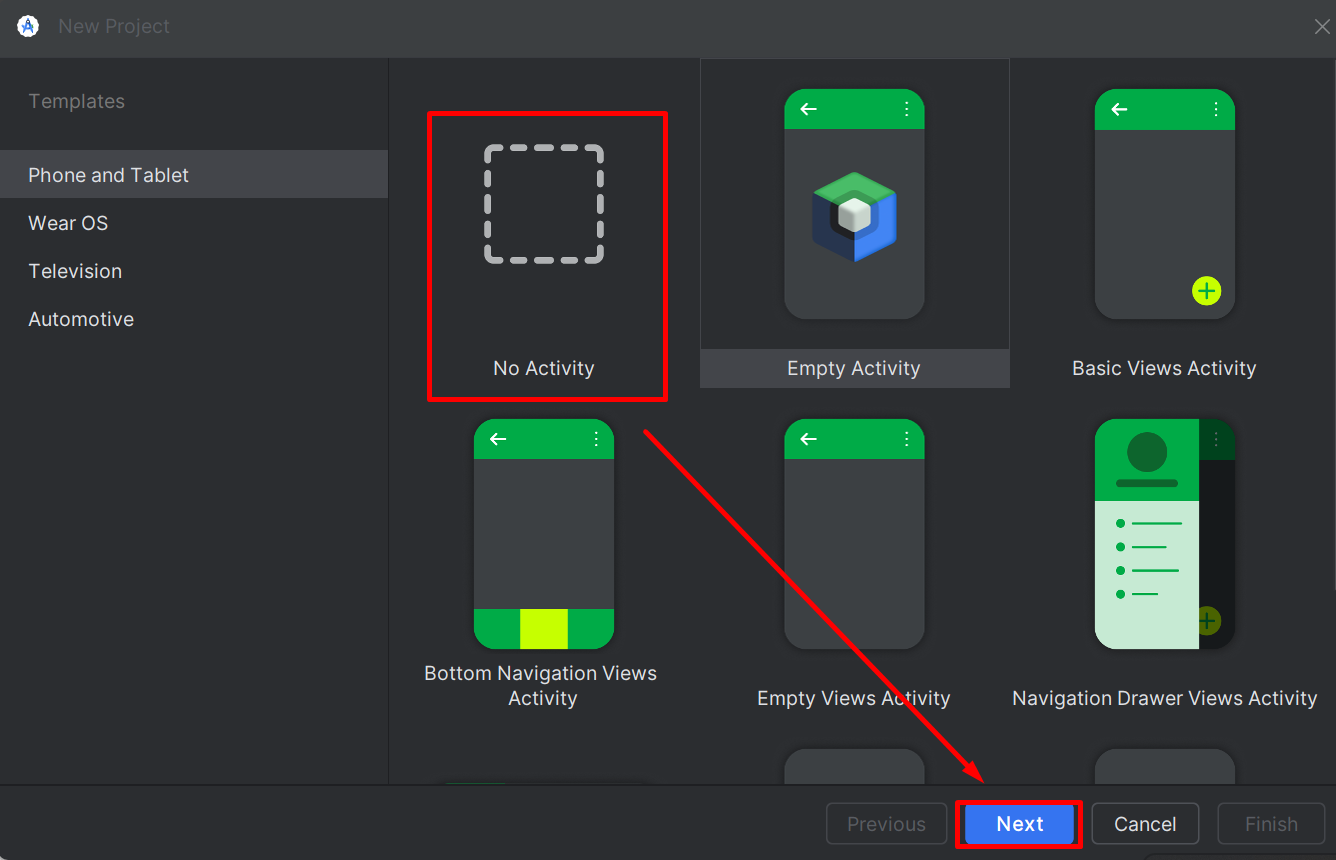 New Project
Templates
Phone and Tablet
Wear OS
Television
Automotive
No Activity
Empty Activity
Basic Views Activity
Bottom Navigation Views
Activity
Empty Views Activity
Navigation Drawer Views Activity
Previous
Next
Cancel
Finish